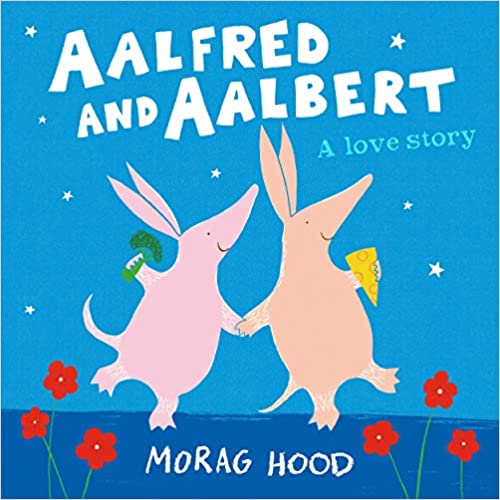 AALFRED
AND AALBERT
A love story
MORAG HOOD